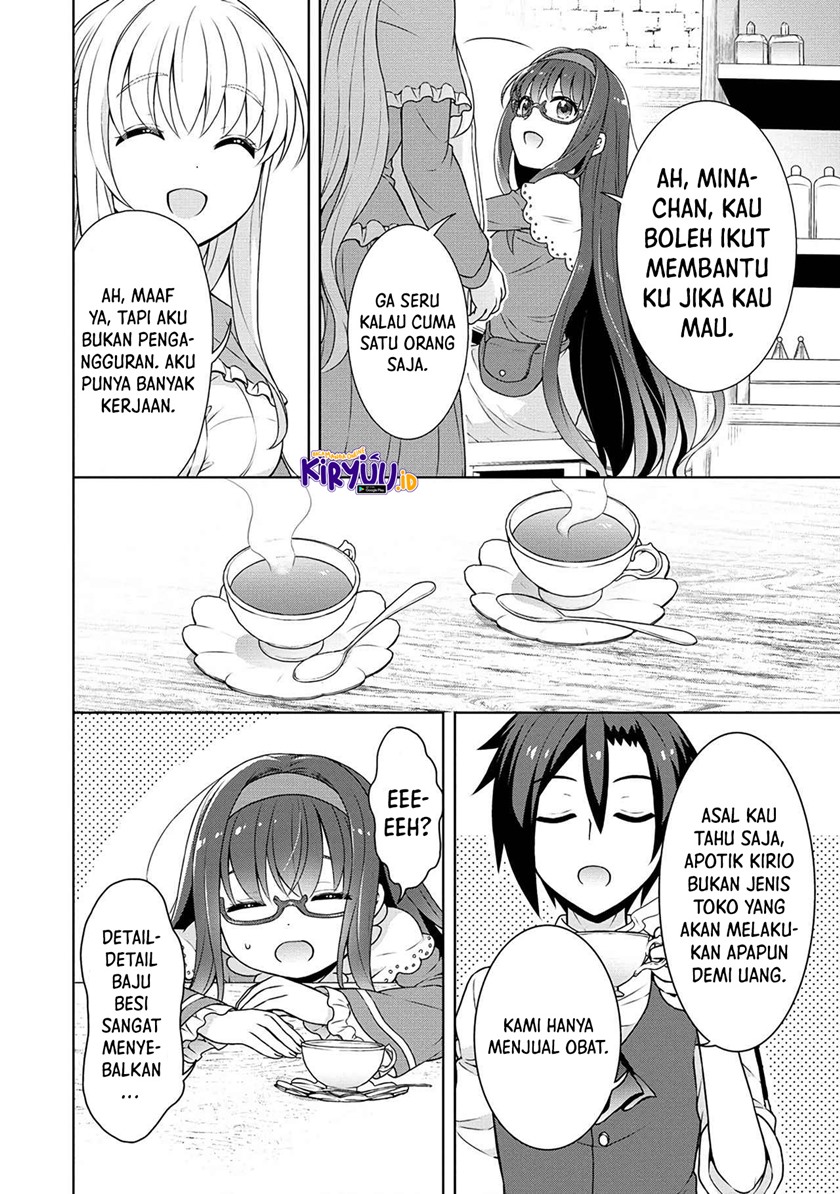 AH, MINA-
CHAN, KAU
BOLEH IKUT
MEMBANTU
KU JIKA KAU
MAU.
GA SERU
KALAU CUMA
SATU ORANG
SAJA.
AH, MAAF
YA, TAPI AKU
BUKAN PENGA-
NGGURAN. AKU
PUNYA BANYAK
KERJAAN.
KIRYUU.ID
ASAL KAU
TAHU SAJA,
APOTIK KIRIO
BUKAN JENIS
TOKO YANG
AKAN MELAKU-
KAN APAPUN
DEMI UANG.
KAMI HANYA
MENJUAL OBAT.
EEE-
EEH?
DETAIL-
DETAIL
BAJU
BESI
SANGAT
MENYE-
BALKAN
...